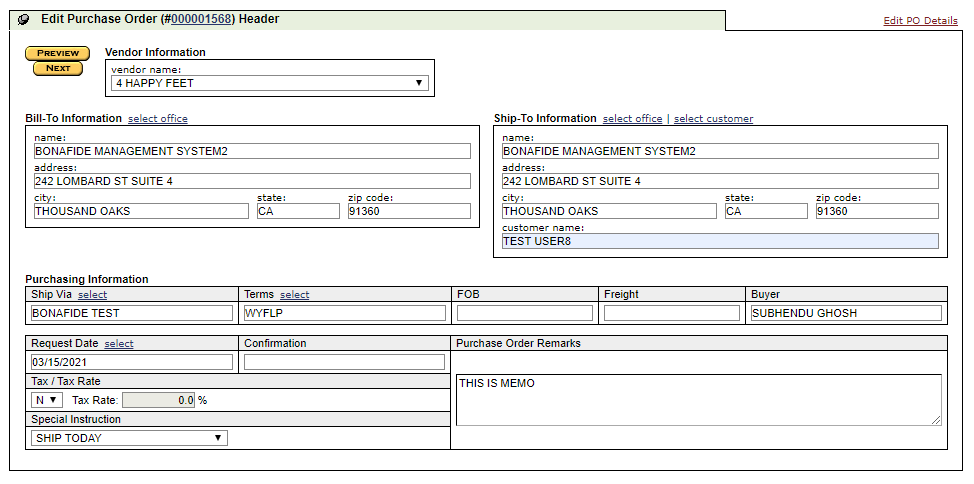 Edit Purchase Order (#000001568) Header
Edit PO Details
PREVIEW
NEXT
Vendor Information
vendor name:
4 HAPPY FEET
Bill-To Information select office
name:
BONAFIDE MANAGEMENT SYSTEM2
address:
242 LOMBARD ST SUITE 4
city: state: zip code:
THOUSAND OAKS CA 91360
Ship-To Information select office | select customer
name:
BONAFIDE MANAGEMENT SYSTEM2
address:
242 LOMBARD ST SUITE 4
city: state: zip code:
THOUSAND OAKS CA 91360
customer name:
TEST USER8
Purchasing Information
Ship Via select Terms select FOB Freight Buyer
BONAFIDE TEST WYFLP SUBHENDU GHOSH
Request Date select Confirmation Purchase Order Remarks
03/15/2021
Tax / Tax Rate
THIS IS MEMO
N Tax Rate: 0.0 %
Special Instruction
SHIP TODAY